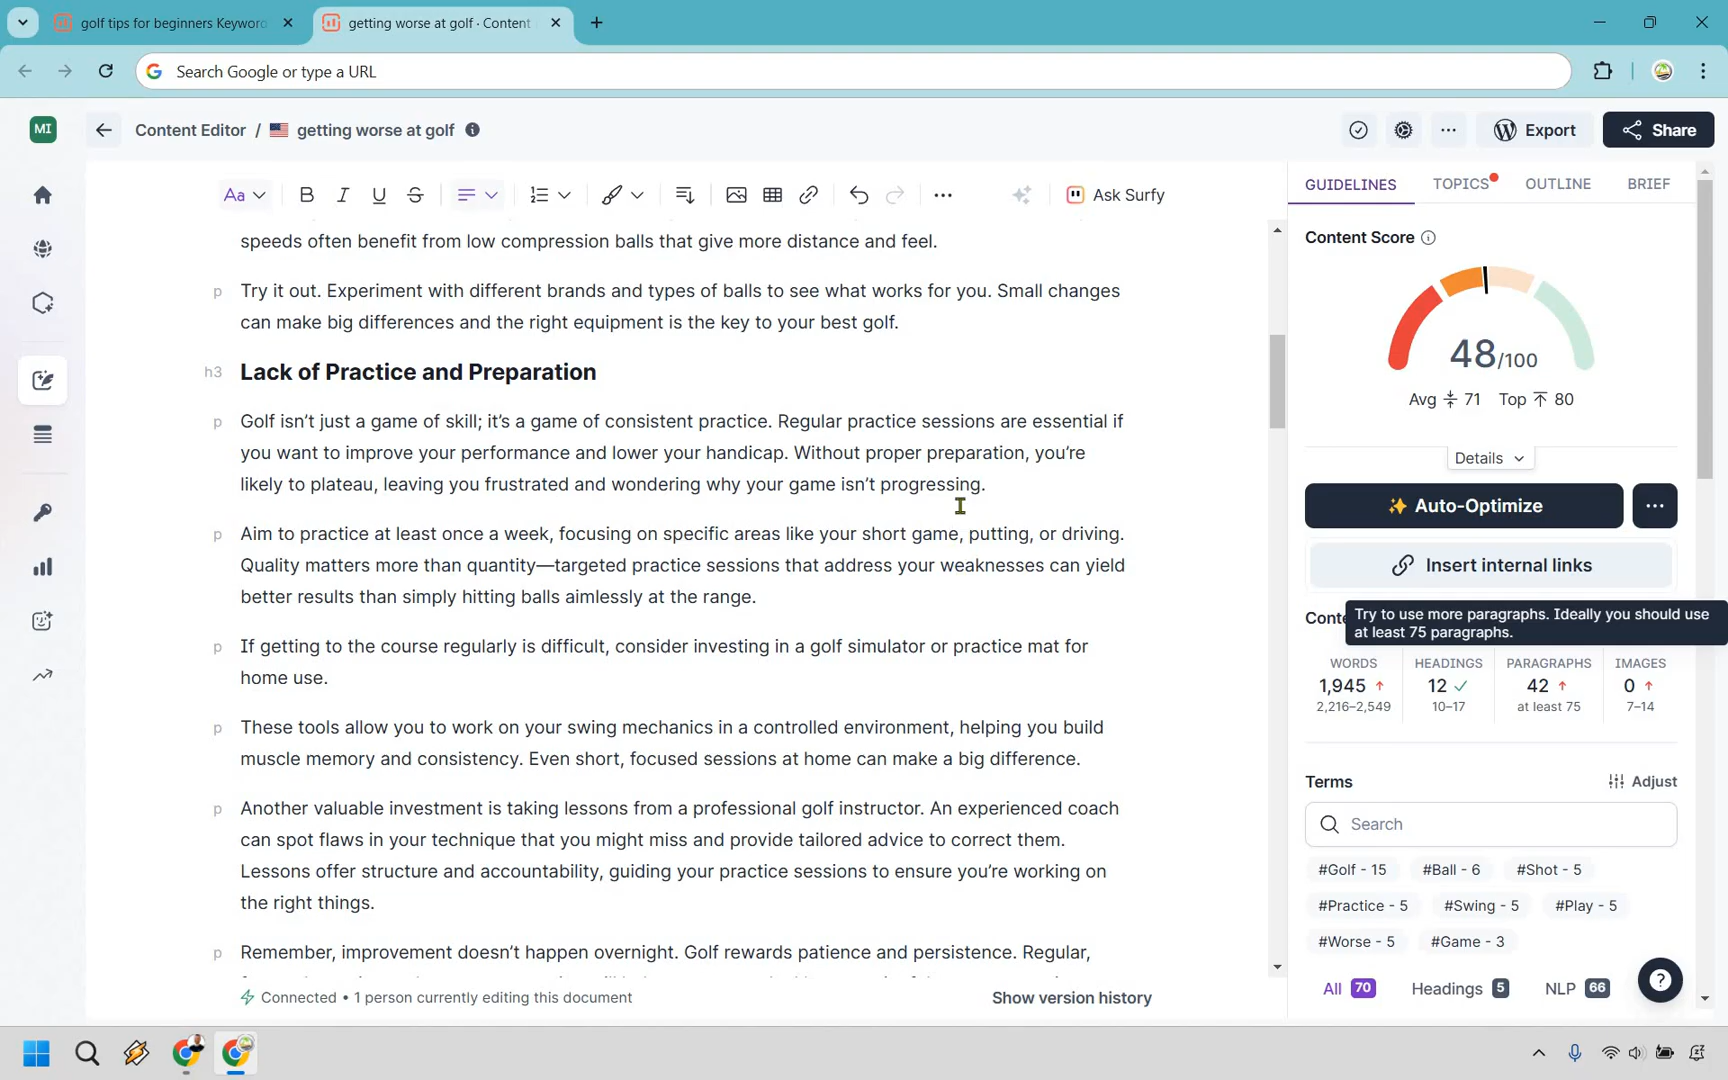 golf tips for beginners Keyword
getting worse at golf · Content
Search Google or type a URL
MI
Content Editor / getting worse at golf
Export
Share
Aa
Ask Surfy
GUIDELINES
TOPICS
OUTLINE
BRIEF
speeds often benefit from low compression balls that give more distance and feel.
p Try it out. Experiment with different brands and types of balls to see what works for you. Small changes
can make big differences and the right equipment is the key to your best golf.
h3 Lack of Practice and Preparation
p Golf isn’t just a game of skill; it’s a game of consistent practice. Regular practice sessions are essential if
you want to improve your performance and lower your handicap. Without proper preparation, you’re
likely to plateau, leaving you frustrated and wondering why your game isn’t progressing.
p Aim to practice at least once a week, focusing on specific areas like your short game, putting, or driving.
Quality matters more than quantity—targeted practice sessions that address your weaknesses can yield
better results than simply hitting balls aimlessly at the range.
p If getting to the course regularly is difficult, consider investing in a golf simulator or practice mat for
home use.
p These tools allow you to work on your swing mechanics in a controlled environment, helping you build
muscle memory and consistency. Even short, focused sessions at home can make a big difference.
p Another valuable investment is taking lessons from a professional golf instructor. An experienced coach
can spot flaws in your technique that you might miss and provide tailored advice to correct them.
Lessons offer structure and accountability, guiding your practice sessions to ensure you’re working on
the right things.
p Remember, improvement doesn’t happen overnight. Golf rewards patience and persistence. Regular,
Connected • 1 person currently editing this document
Show version history
Content Score
48/100
Avg 71 Top 80
Details
Auto-Optimize
Insert internal links
Try to use more paragraphs. Ideally you should use
at least 75 paragraphs.
WORDS HEADINGS PARAGRAPHS IMAGES
1,945 ↑ 12 ✓ 42 ↑ 0 ↑
2,216–2,549 10–17 at least 75 7–14
Terms
Adjust
Search
#Golf - 15 #Ball - 6 #Shot - 5
#Practice - 5 #Swing - 5 #Play - 5
#Worse - 5 #Game - 3
All 70 Headings 5 NLP 66